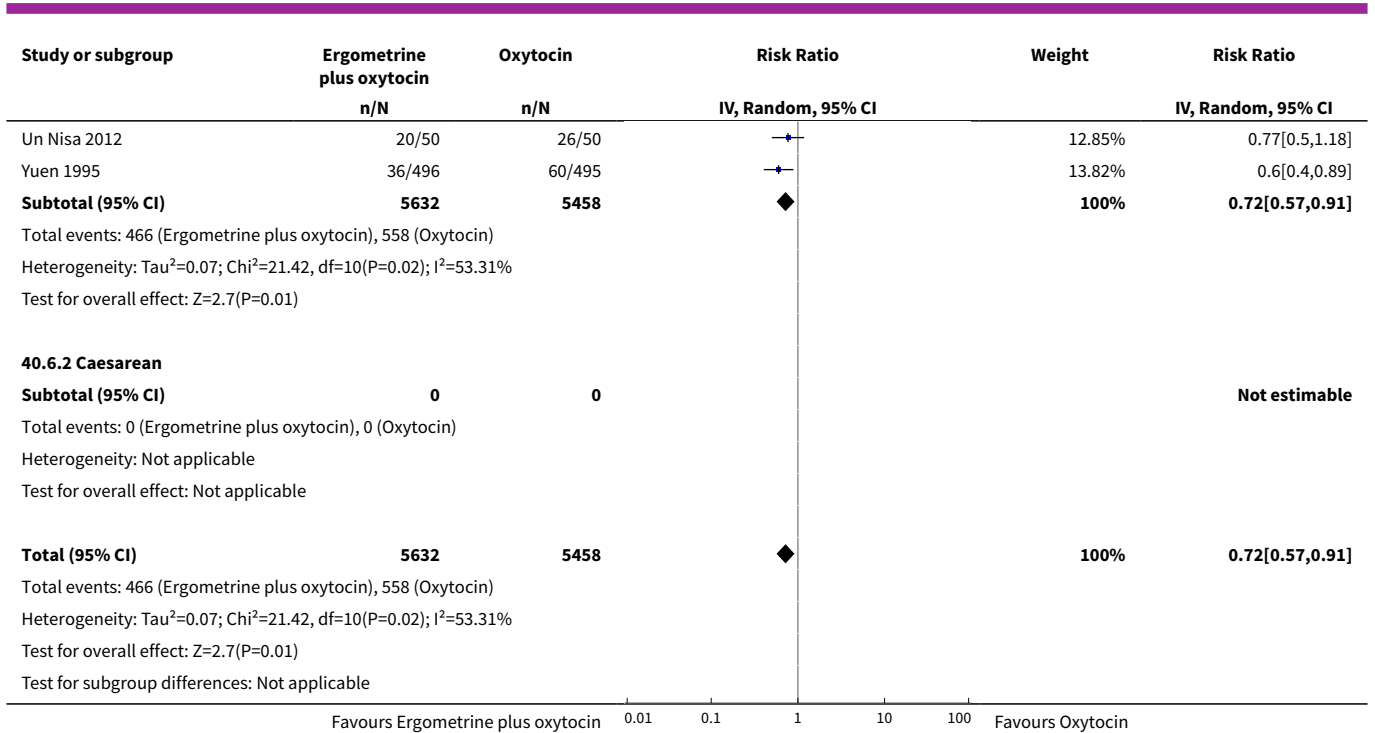 Study or subgroup Ergometrine plus oxytocin Oxytocin Risk Ratio Weight Risk Ratio
n/N n/N IV, Random, 95% CI IV, Random, 95% CI
Un Nisa 2012 20/50 26/50 12.85% 0.77[0.5,1.18]
Yuen 1995 36/496 60/495 13.82% 0.6[0.4,0.89]
Subtotal (95% CI) 5632 5458 100% 0.72[0.57,0.91]
Total events: 466 (Ergometrine plus oxytocin), 558 (Oxytocin)
Heterogeneity: Tau²=0.07; Chi²=21.42, df=10(P=0.02); I²=53.31%
Test for overall effect: Z=2.7(P=0.01)
40.6.2 Caesarean
Subtotal (95% CI) 0 0 Not estimable
Total events: 0 (Ergometrine plus oxytocin), 0 (Oxytocin)
Heterogeneity: Not applicable
Test for overall effect: Not applicable
Total (95% CI) 5632 5458 100% 0.72[0.57,0.91]
Total events: 466 (Ergometrine plus oxytocin), 558 (Oxytocin)
Heterogeneity: Tau²=0.07; Chi²=21.42, df=10(P=0.02); I²=53.31%
Test for overall effect: Z=2.7(P=0.01)
Test for subgroup differences: Not applicable
Favours Ergometrine plus oxytocin 0.01 0.1 1 10 100 Favours Oxytocin